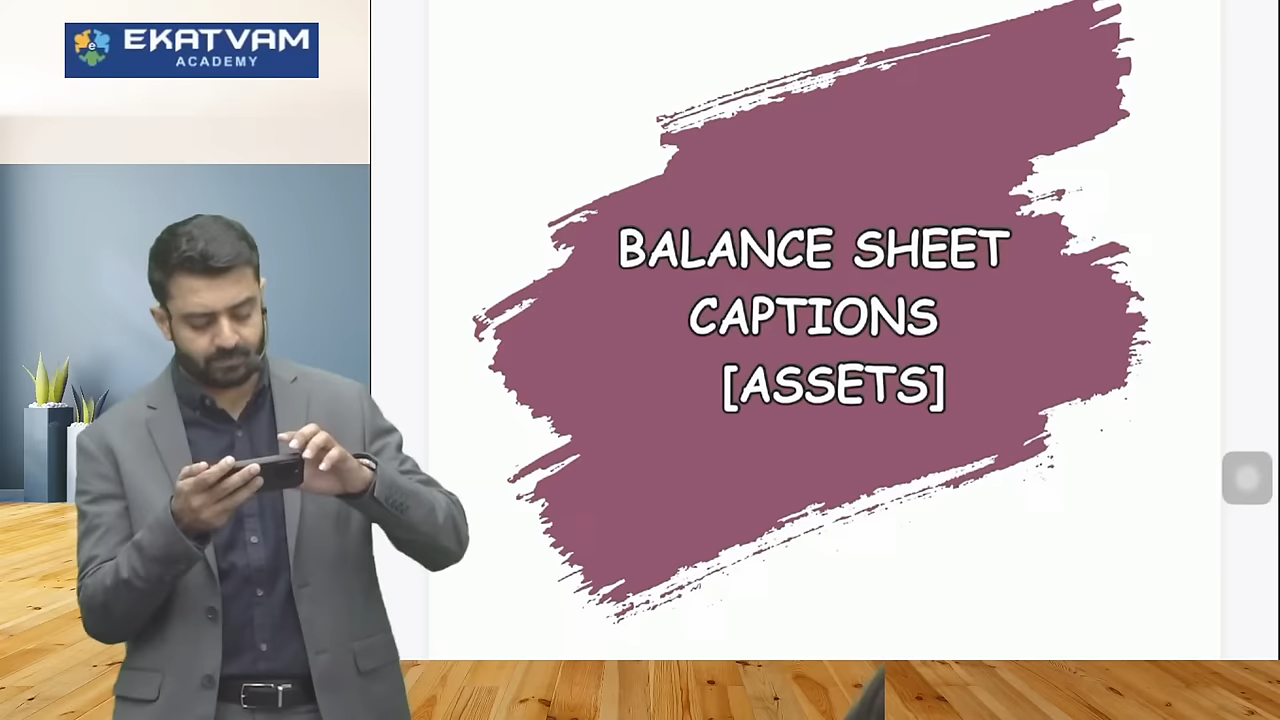 EKATVAM
ACADEMY
BALANCE SHEET
CAPTIONS
[ASSETS]